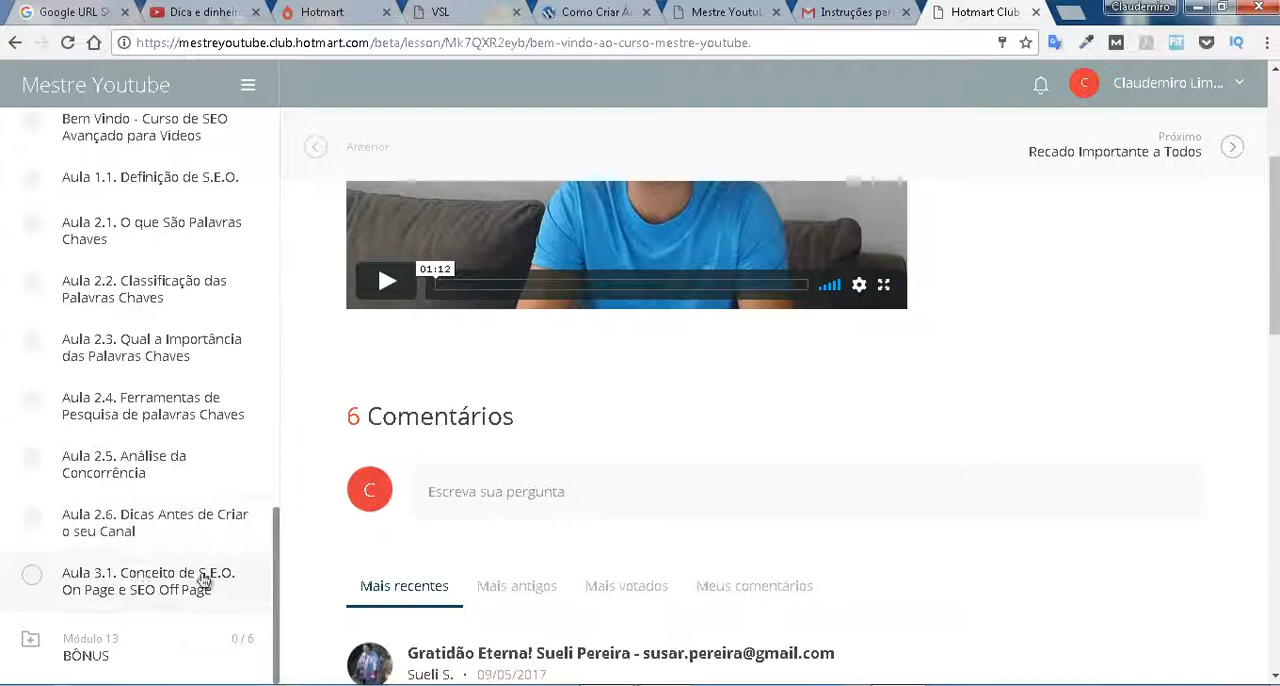 Google URL Sh
Dica e dinheir
Hotmart
VSL
Como Criar Á
Mestre Youtu
Instruções par
Hotmart Club
Claudemiro
https://mestreyoutube.club.hotmart.com/beta/lesson/Mk7QXR2eyb/bem-vindo-ao-curso-mestre-youtube.
Mestre Youtube
C
Claudemiro Lim...
Bem Vindo - Curso de SEO
Avançado para Vídeos
Aula 1.1. Definição de S.E.O.
Aula 2.1. O que São Palavras
Chaves
Aula 2.2. Classificação das
Palavras Chaves
Aula 2.3. Qual a Importância
das Palavras Chaves
Aula 2.4. Ferramentas de
Pesquisa de palavras Chaves
Aula 2.5. Análise da
Concorrência
Aula 2.6. Dicas Antes de Criar
o seu Canal
Aula 3.1. Conceito de S.E.O.
On Page e SEO Off Page
Módulo 13
0 / 6
BÔNUS
Anterior
Próximo
Recado Importante a Todos
01:12
6 Comentários
C
Escreva sua pergunta
Mais recentes
Mais antigos
Mais votados
Meus comentários
Gratidão Eterna! Sueli Pereira - susar.pereira@gmail.com
Sueli S. • 09/05/2017